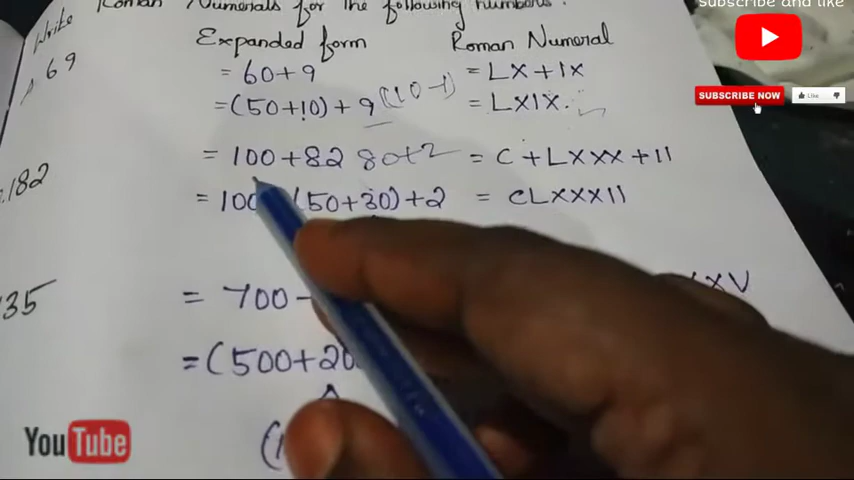 Subscribe and like
Roman Numerals for the following numbers.
Write
Expanded form Roman Numeral
69 = 60+9 = LX+IX
=(50+10)+9 (10-1) = LXIX.
SUBSCRIBE NOW Like
182 = 100+82 80+2 = C+LXXX+II
= 100 (50+30)+2 = CLXXXII
35 = 700- XV
=(500+20
YouTube